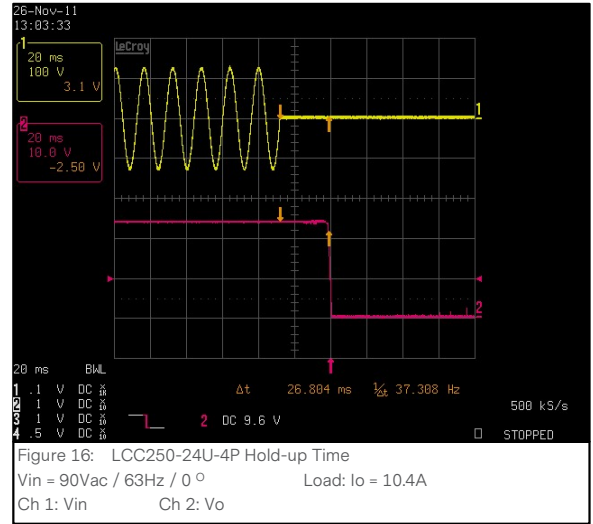 26-Nov-11
13:03:33
LeCroy
1
20 ms
100 V
3.1 V
2
20 ms
10.0 V
-2.50 V
1
2
20 ms BWL
1 .1 V DC
2 1 V DC
3 1 V DC
4 .5 V DC
Δt 26.804 ms 1/Δt 37.308 Hz
2 DC 9.6 V
500 kS/s
STOPPED
Figure 16: LCC250-24U-4P Hold-up Time
Vin = 90Vac / 63Hz / 0 O Load: Io = 10.4A
Ch 1: Vin Ch 2: Vo